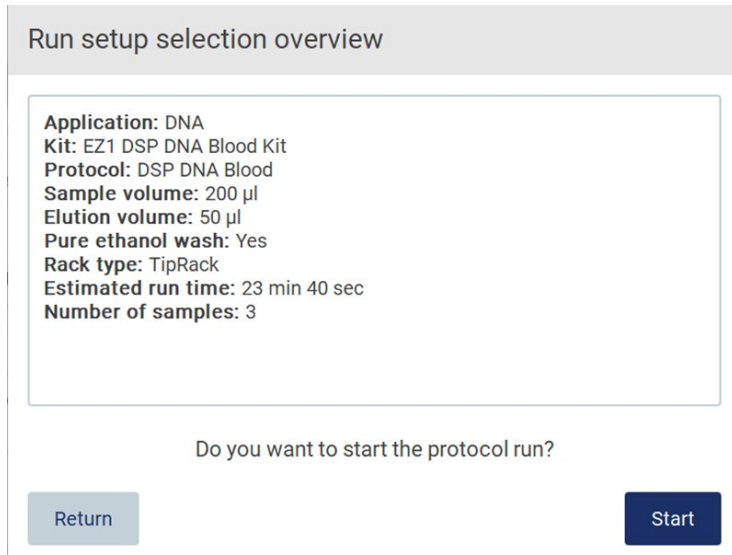 Run setup selection overview
Application: DNA
Kit: EZ1 DSP DNA Blood Kit
Protocol: DSP DNA Blood
Sample volume: 200 µl
Elution volume: 50 µl
Pure ethanol wash: Yes
Rack type: TipRack
Estimated run time: 23 min 40 sec
Number of samples: 3
Do you want to start the protocol run?
Return
Start